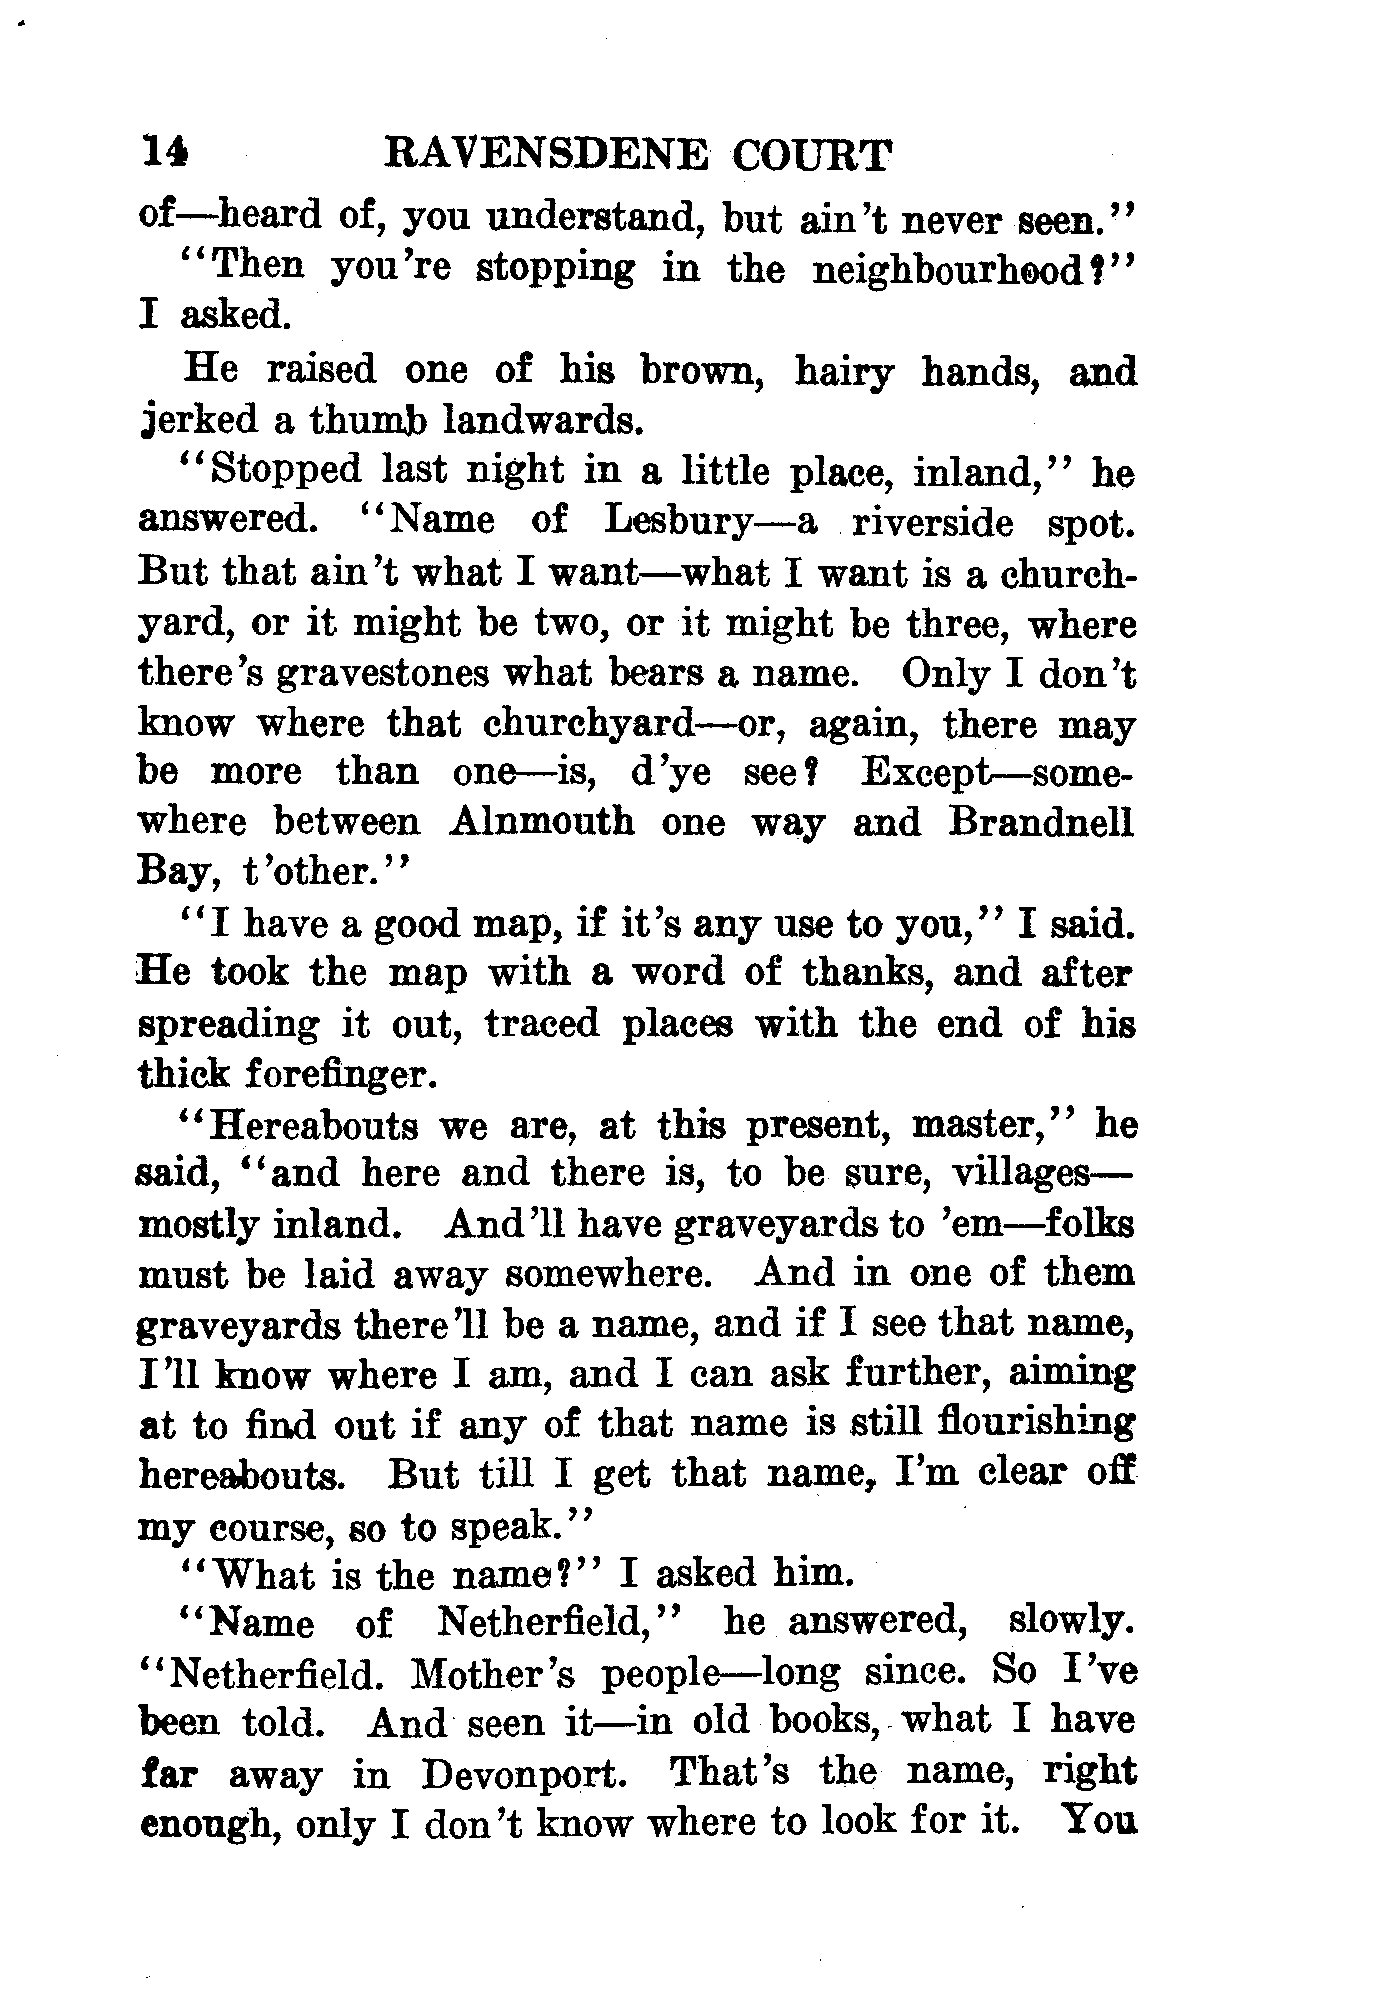 14 RAVENSDENE COURT
of—heard of, you understand, but ain't never seen."
"Then you're stopping in the neighbourhood?"
I asked.
He raised one of his brown, hairy hands, and
jerked a thumb landwards.
"Stopped last night in a little place, inland," he
answered. "Name of Lesbury—a riverside spot.
But that ain't what I want—what I want is a church-
yard, or it might be two, or it might be three, where
there's gravestones what bears a name. Only I don't
know where that churchyard—or, again, there may
be more than one—is, d'ye see? Except—some-
where between Alnmouth one way and Brandnell
Bay, t'other."
"I have a good map, if it's any use to you," I said.
He took the map with a word of thanks, and after
spreading it out, traced places with the end of his
thick forefinger.
"Hereabouts we are, at this present, master," he
said, "and here and there is, to be sure, villages—
mostly inland. And'll have graveyards to 'em—folks
must be laid away somewhere. And in one of them
graveyards there'll be a name, and if I see that name,
I'll know where I am, and I can ask further, aiming
at to find out if any of that name is still flourishing
hereabouts. But till I get that name, I'm clear off
my course, so to speak."
"What is the name?" I asked him.
"Name of Netherfield," he answered, slowly.
"Netherfield. Mother's people—long since. So I've
been told. And seen it—in old books, what I have
far away in Devonport. That's the name, right
enough, only I don't know where to look for it. You